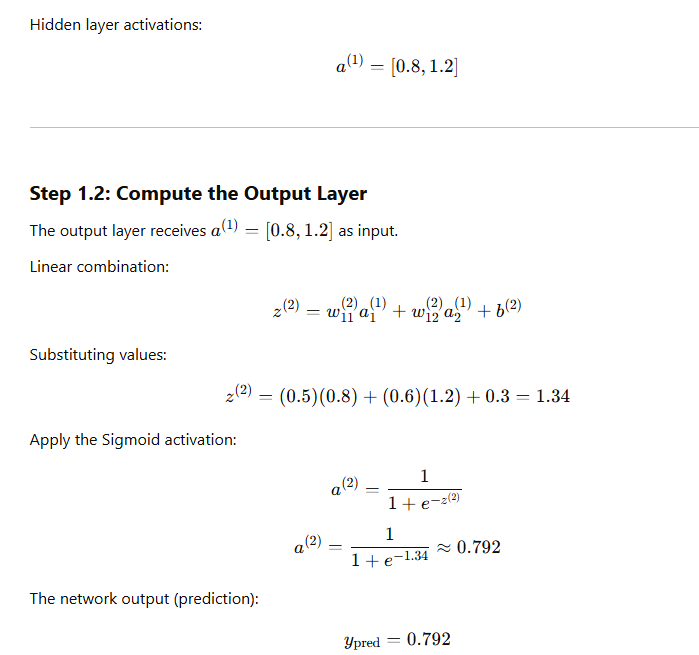 Hidden layer activations:
a^{(1)} = [0.8, 1.2]
Step 1.2: Compute the Output Layer
The output layer receives a^{(1)} = [0.8, 1.2] as input.
Linear combination:
z^{(2)} = w_{11}^{(2)} a_1^{(1)} + w_{12}^{(2)} a_2^{(1)} + b^{(2)}
Substituting values:
z^{(2)} = (0.5)(0.8) + (0.6)(1.2) + 0.3 = 1.34
Apply the Sigmoid activation:
a^{(2)} = \frac{1}{1 + e^{-z^{(2)}}}
a^{(2)} = \frac{1}{1 + e^{-1.34}} ≈ 0.792
The network output (prediction):
y_{pred} = 0.792